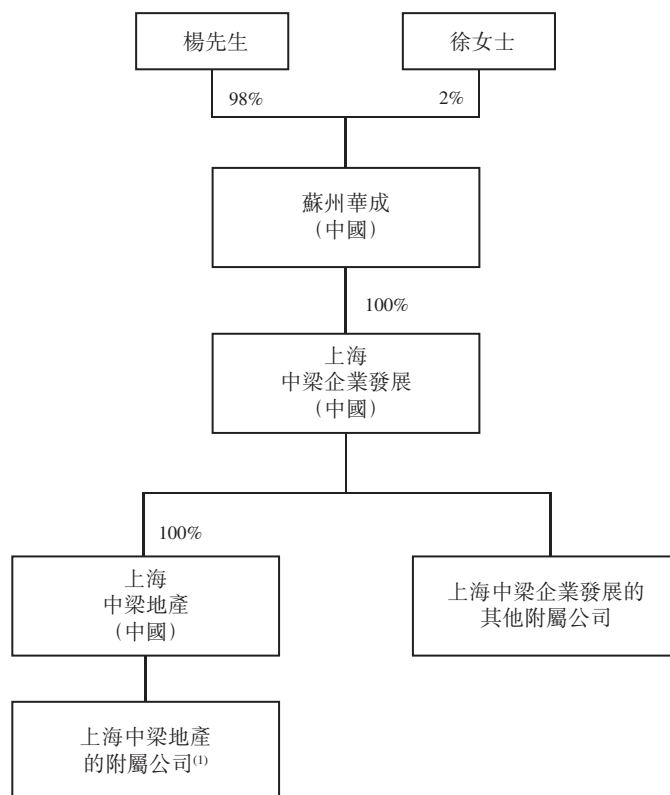 楊先生
徐女士
98%
2%
蘇州華成
（中國）
100%
上海
中梁企業發展
（中國）
100%
上海
中梁地產
（中國）
上海中梁企業發展的
其他附屬公司
上海中梁地產
的附屬公司(1)